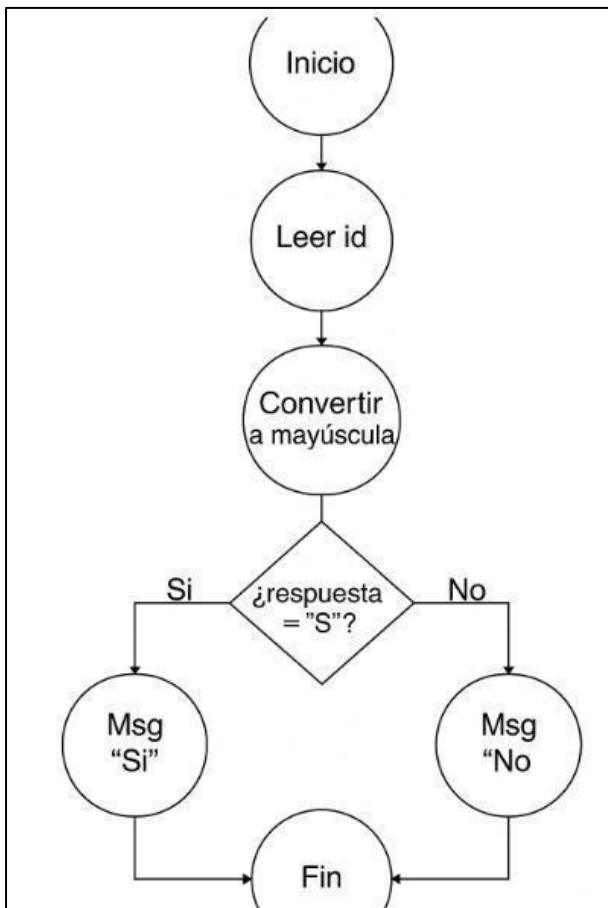 Inicio
Leer id
Convertir
a mayúscula
Si
¿respuesta
= ”S”?
No
Msg
“Si”
Msg
“No
Fin